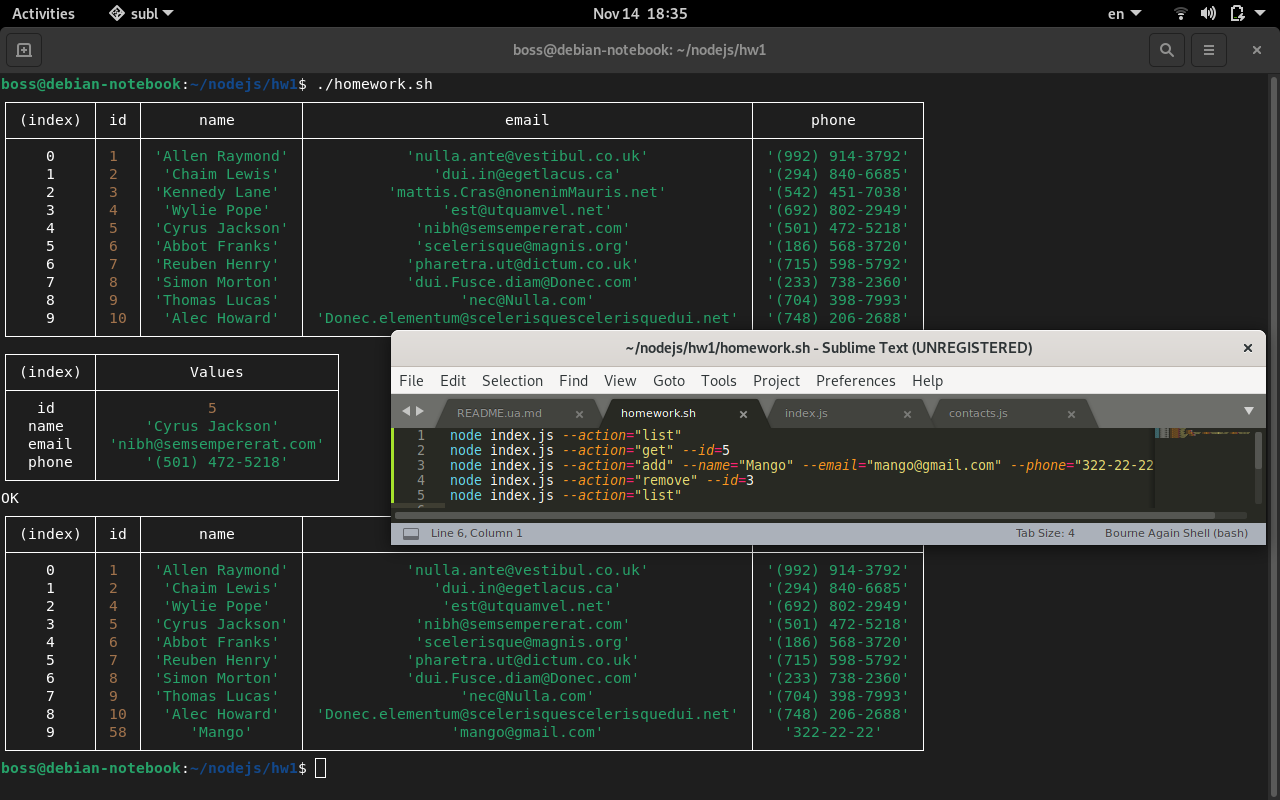 Activities subl Nov 14 18:35 en
boss@debian-notebook: ~/nodejs/hw1
boss@debian-notebook:~/nodejs/hw1$ ./homework.sh
(index) id name email phone
0 1 'Allen Raymond' 'nulla.ante@vestibul.co.uk' '(992) 914-3792'
1 2 'Chaim Lewis' 'dui.in@egetlacus.ca' '(294) 840-6685'
2 3 'Kennedy Lane' 'mattis.Cras@nonenimMauris.net' '(542) 451-7038'
3 4 'Wylie Pope' 'est@utquamvel.net' '(692) 802-2949'
4 5 'Cyrus Jackson' 'nibh@semsempererat.com' '(501) 472-5218'
5 6 'Abbot Franks' 'scelerisque@magnis.org' '(186) 568-3720'
6 7 'Reuben Henry' 'pharetra.ut@dictum.co.uk' '(715) 598-5792'
7 8 'Simon Morton' 'dui.Fusce.diam@Donec.com' '(233) 738-2360'
8 9 'Thomas Lucas' 'nec@Nulla.com' '(704) 398-7993'
9 10 'Alec Howard' 'Donec.elementum@scelerisquescelerisquedui.net' '(748) 206-2688'
(index) Values
id 5
name 'Cyrus Jackson'
email 'nibh@semsempererat.com'
phone '(501) 472-5218'
OK
~/nodejs/hw1/homework.sh - Sublime Text (UNREGISTERED)
File Edit Selection Find View Goto Tools Project Preferences Help
README.ua.md homework.sh index.js contacts.js
1 node index.js --action="list"
2 node index.js --action="get" --id=5
3 node index.js --action="add" --name="Mango" --email="mango@gmail.com" --phone="322-22-22
4 node index.js --action="remove" --id=3
5 node index.js --action="list"
Line 6, Column 1 Tab Size: 4 Bourne Again Shell (bash)
(index) id name
0 1 'Allen Raymond' 'nulla.ante@vestibul.co.uk' '(992) 914-3792'
1 2 'Chaim Lewis' 'dui.in@egetlacus.ca' '(294) 840-6685'
2 4 'Wylie Pope' 'est@utquamvel.net' '(692) 802-2949'
3 5 'Cyrus Jackson' 'nibh@semsempererat.com' '(501) 472-5218'
4 6 'Abbot Franks' 'scelerisque@magnis.org' '(186) 568-3720'
5 7 'Reuben Henry' 'pharetra.ut@dictum.co.uk' '(715) 598-5792'
6 8 'Simon Morton' 'dui.Fusce.diam@Donec.com' '(233) 738-2360'
7 9 'Thomas Lucas' 'nec@Nulla.com' '(704) 398-7993'
8 10 'Alec Howard' 'Donec.elementum@scelerisquescelerisquedui.net' '(748) 206-2688'
9 58 'Mango' 'mango@gmail.com' '322-22-22'
boss@debian-notebook:~/nodejs/hw1$